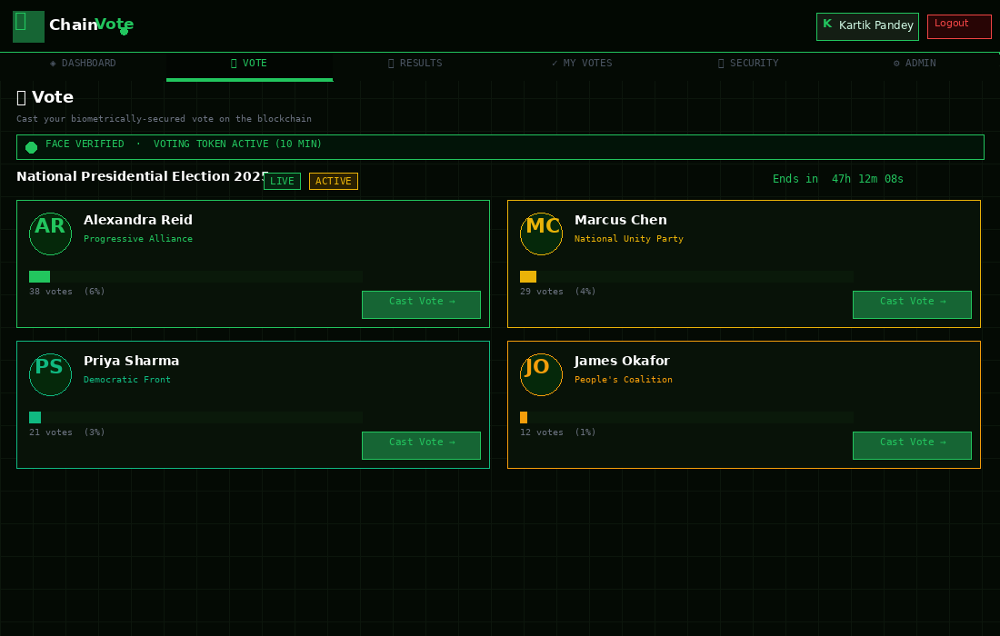 ChainVote
K Kartik Pandey
Logout
◈ DASHBOARD
VOTE
RESULTS
✓ MY VOTES
SECURITY
⚙ ADMIN
Vote
Cast your biometrically-secured vote on the blockchain
FACE VERIFIED · VOTING TOKEN ACTIVE (10 MIN)
National Presidential Election 2025
LIVE
ACTIVE
Ends in 47h 12m 08s
AR
Alexandra Reid
Progressive Alliance
38 votes (6%)
Cast Vote →
MC
Marcus Chen
National Unity Party
29 votes (4%)
Cast Vote →
PS
Priya Sharma
Democratic Front
21 votes (3%)
Cast Vote →
JO
James Okafor
People's Coalition
12 votes (1%)
Cast Vote →